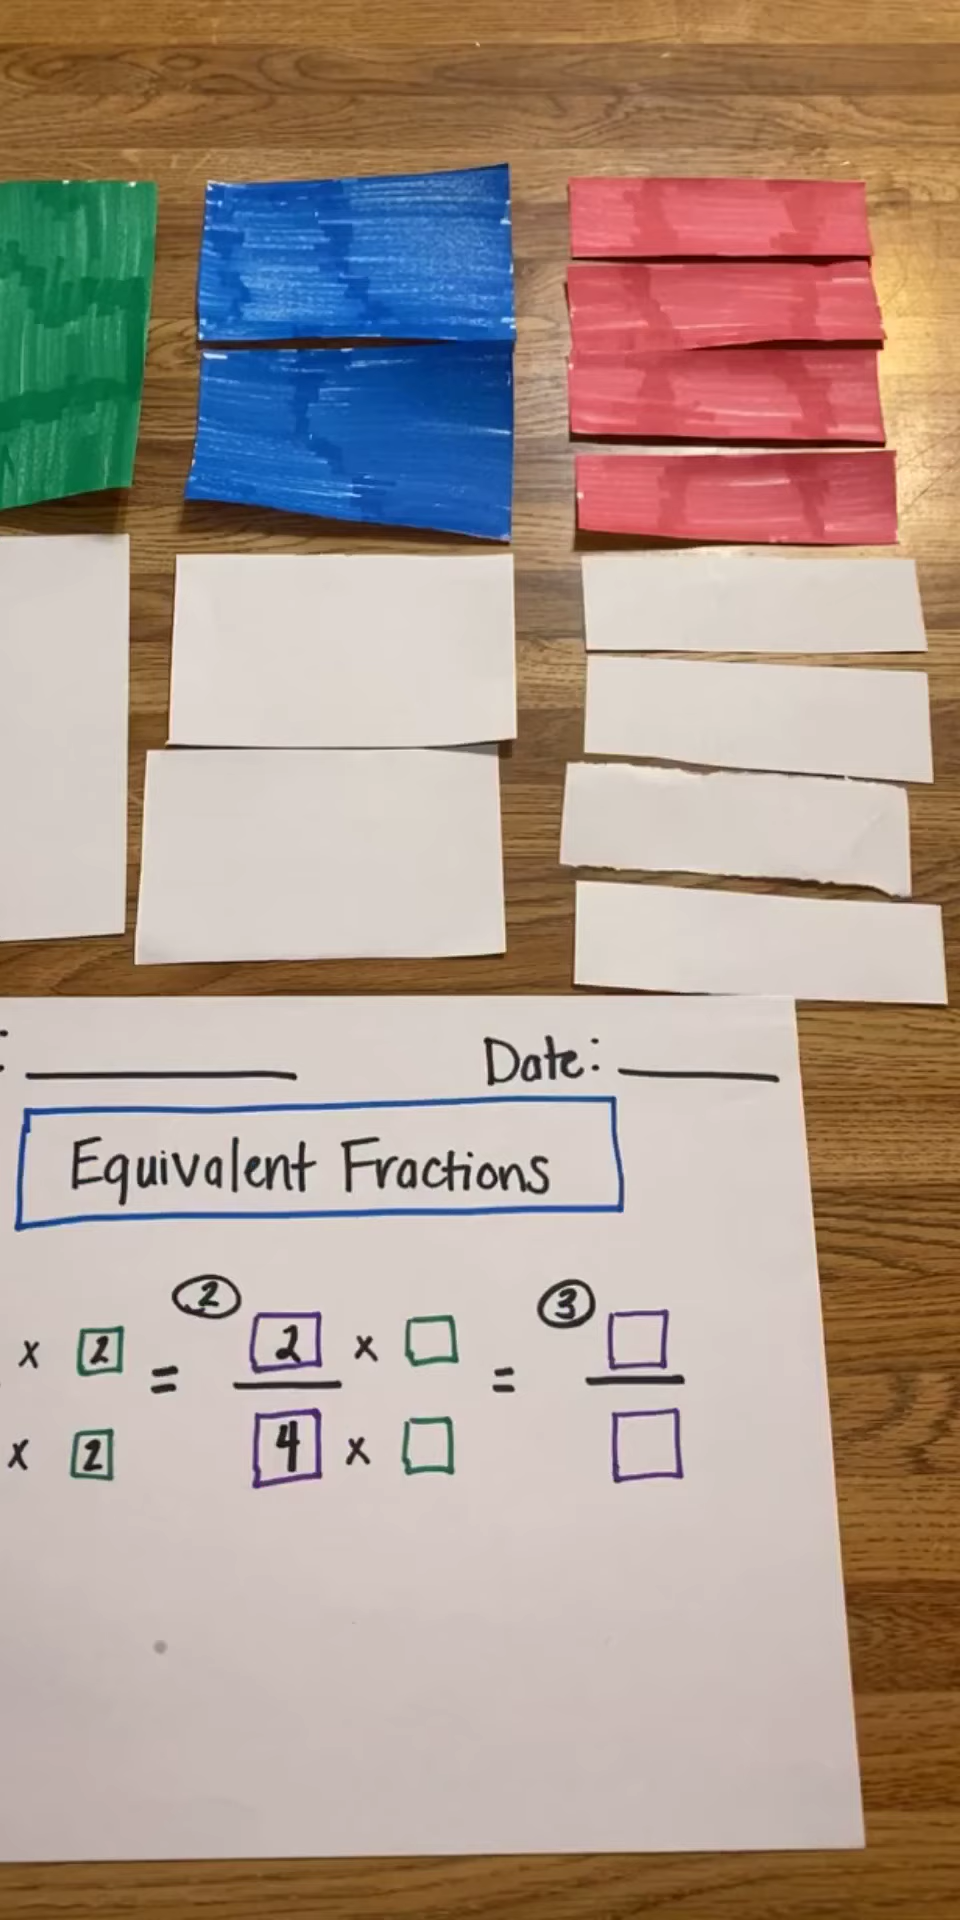 : Date:
Equivalent Fractions
2 3
x 2 = 2 x = 
x 2 4 x